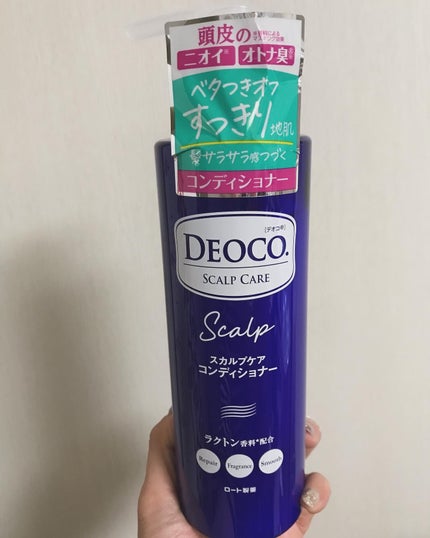 頭皮の
ニオイ オトナ臭
ベタつきオフ
すっきり地肌
髪サラサラ感つづく
コンディショナー
(デオコ®)
DEOCO.
SCALP CARE
Scalp
スカルプケア
コンディショナー
ラクトン香料*配合
Repair Fragrance Smooth
ロート製薬